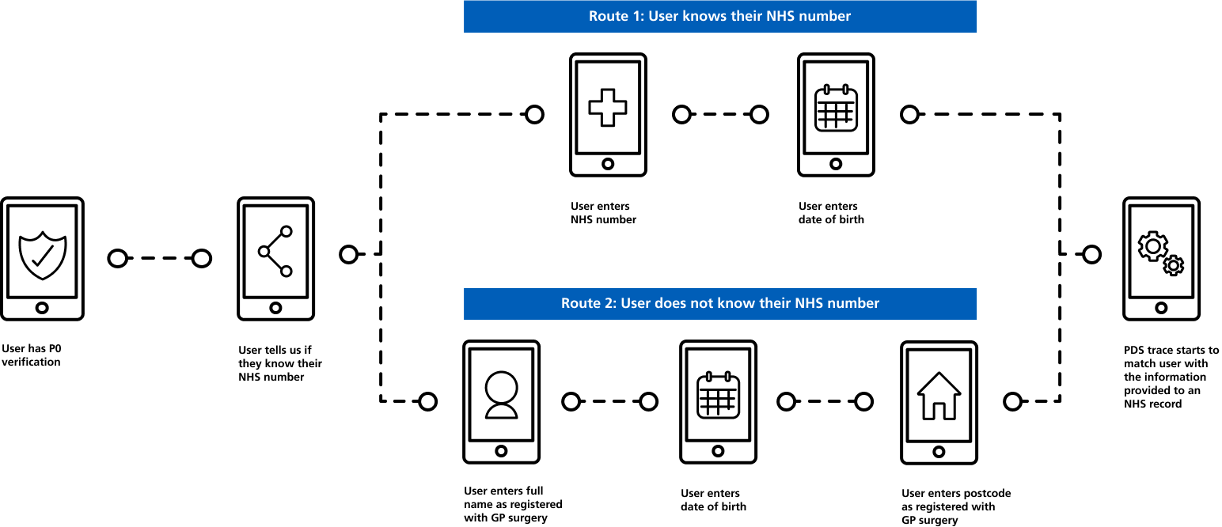 Route 1: User knows their NHS number
User enters
NHS number
User enters
date of birth
User has P0
verification
User tells us if
they know their
NHS number
Route 2: User does not know their NHS number
User enters full
name as registered
with GP surgery
User enters
date of birth
User enters postcode
as registered with
GP surgery
PDS trace starts to
match user with
the information
provided to an
NHS record